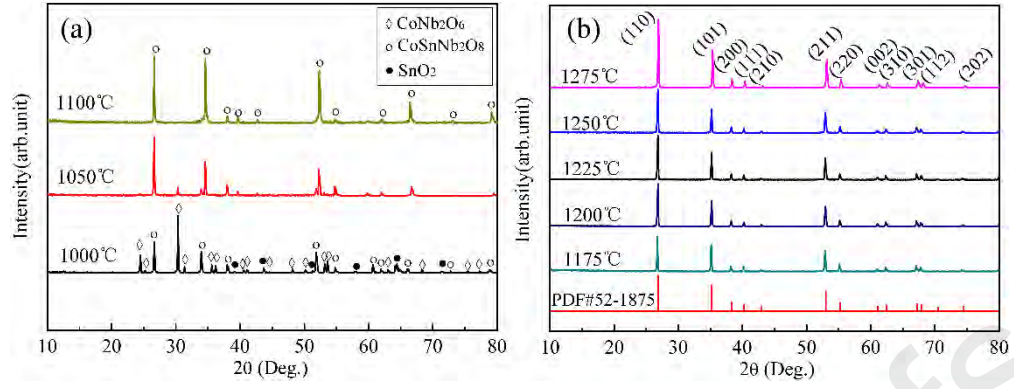 (a)
CoNb₂O₆
CoSnNb₂O₈
SnO₂
1100℃
1050℃
1000℃
Intensity(arb.unit)
10 20 30 40 50 60 70 80
2θ (Deg.)
(b)
(110) (101) (200) (111) (210) (211) (220) (002) (310) (301) (112) (202)
1275℃
1250℃
1225℃
1200℃
1175℃
PDF#52-1875
Intensity(arb.unit)
10 20 30 40 50 60 70 80
2θ (Deg.)